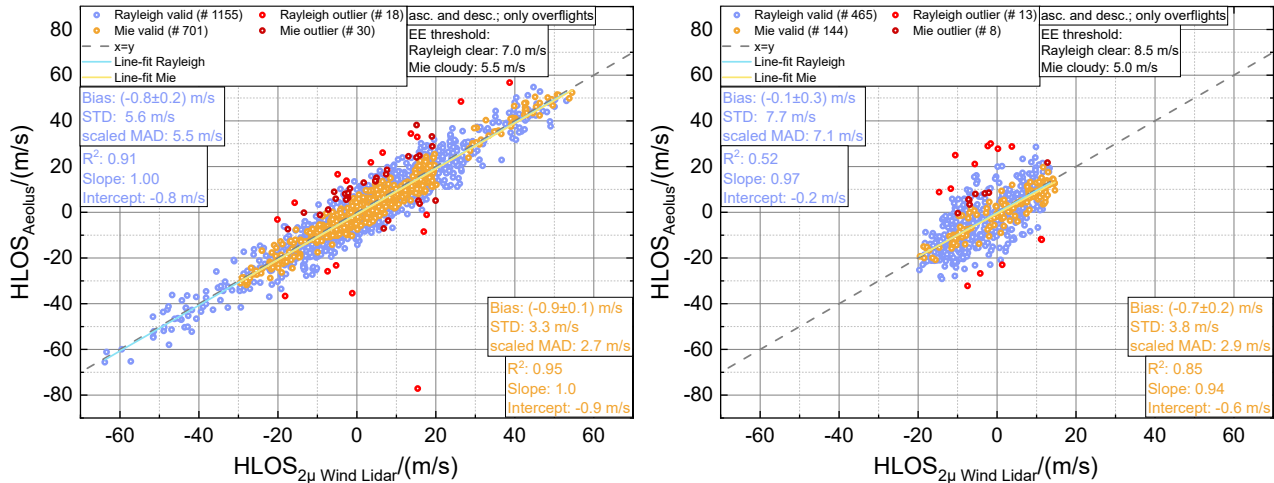 Rayleigh valid (# 1155) Rayleigh outlier (# 18)
Mie valid (# 701) Mie outlier (# 30)
x=y
Line-fit Rayleigh
Line-fit Mie
asc. and desc.; only overflights
EE threshold:
Rayleigh clear: 7.0 m/s
Mie cloudy: 5.5 m/s
Bias: (-0.8±0.2) m/s
STD: 5.6 m/s
scaled MAD: 5.5 m/s
R²: 0.91
Slope: 1.00
Intercept: -0.8 m/s
Bias: (-0.9±0.1) m/s
STD: 3.3 m/s
scaled MAD: 2.7 m/s
R²: 0.95
Slope: 1.0
Intercept: -0.9 m/s
80
60
40
20
0
-20
-40
-60
-80
HLOS_Aeolus/(m/s)
-60 -40 -20 0 20 40 60
HLOS_2μ Wind Lidar/(m/s)
Rayleigh valid (# 465) Rayleigh outlier (# 13)
Mie valid (# 144) Mie outlier (# 8)
x=y
Line-fit Rayleigh
Line-fit Mie
asc. and desc.; only overflights
EE threshold:
Rayleigh clear: 8.5 m/s
Mie cloudy: 5.0 m/s
Bias: (-0.1±0.3) m/s
STD: 7.7 m/s
scaled MAD: 7.1 m/s
R²: 0.52
Slope: 0.97
Intercept: -0.2 m/s
Bias: (-0.7±0.2) m/s
STD: 3.8 m/s
scaled MAD: 2.9 m/s
R²: 0.85
Slope: 0.94
Intercept: -0.6 m/s
80
60
40
20
0
-20
-40
-60
-80
HLOS_Aeolus/(m/s)
-60 -40 -20 0 20 40 60
HLOS_2μ Wind Lidar/(m/s)